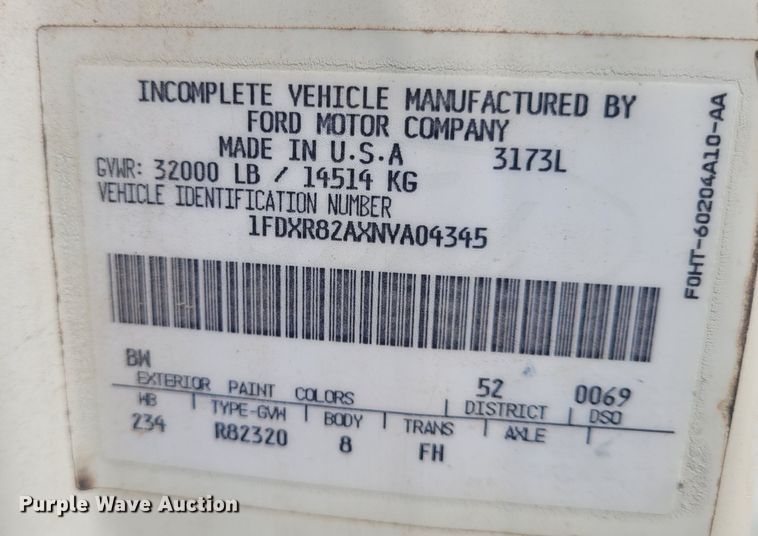 INCOMPLETE VEHICLE MANUFACTURED BY
FORD MOTOR COMPANY
MADE IN U.S.A 3173L
GVWR: 32000 LB / 14514 KG
VEHICLE IDENTIFICATION NUMBER
1FDXR82AXNVA04345
F0HT-60204A10-AA
BW
EXTERIOR PAINT COLORS 52 DISTRICT 0069 DSO
WB TYPE-GVW BODY TRANS AXLE
234 R82320 8 FH
Purple Wave Auction